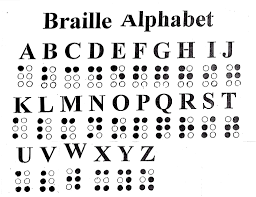 Braille Alphabet
A B C D E F G H I J
K L M N O P Q R S T
U V W X Y Z